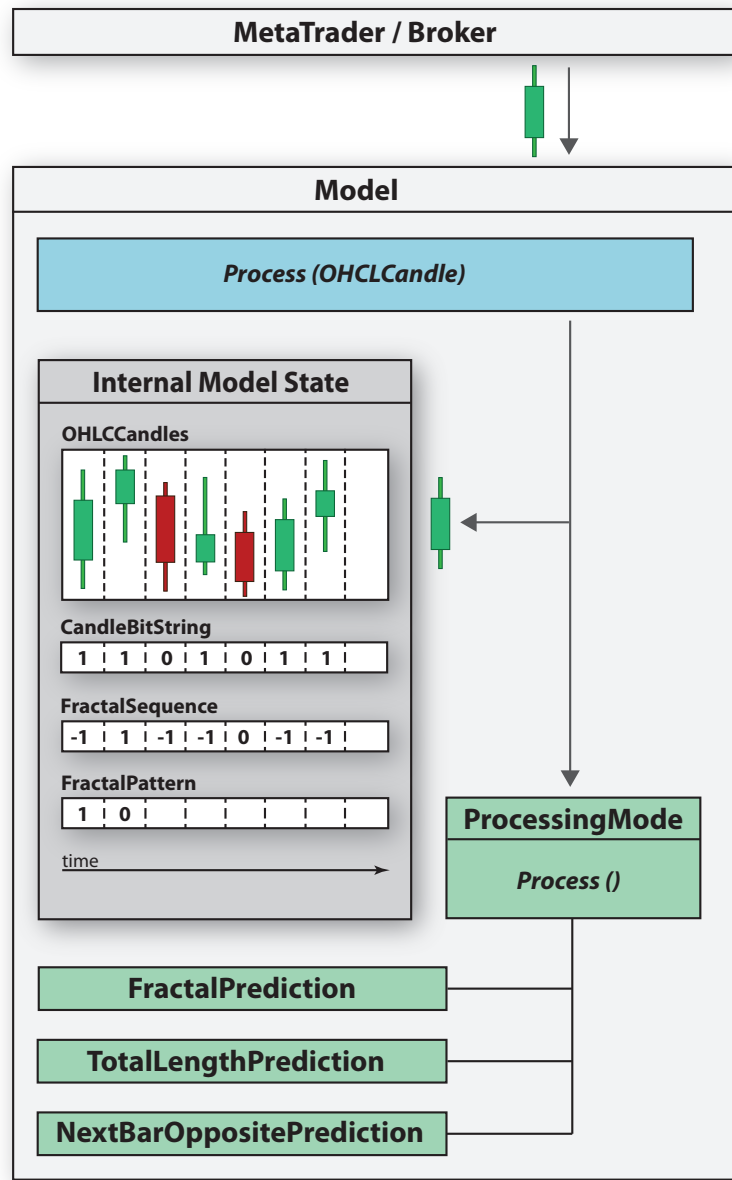 MetaTrader / Broker
Model
Process (OHCLCandle)
Internal Model State
OHLCCandles
CandleBitString
1 1 0 1 0 1 1
FractalSequence
-1 1 -1 -1 0 -1 -1
FractalPattern
1 0
time
ProcessingMode
Process ()
FractalPrediction
TotalLengthPrediction
NextBarOppositePrediction